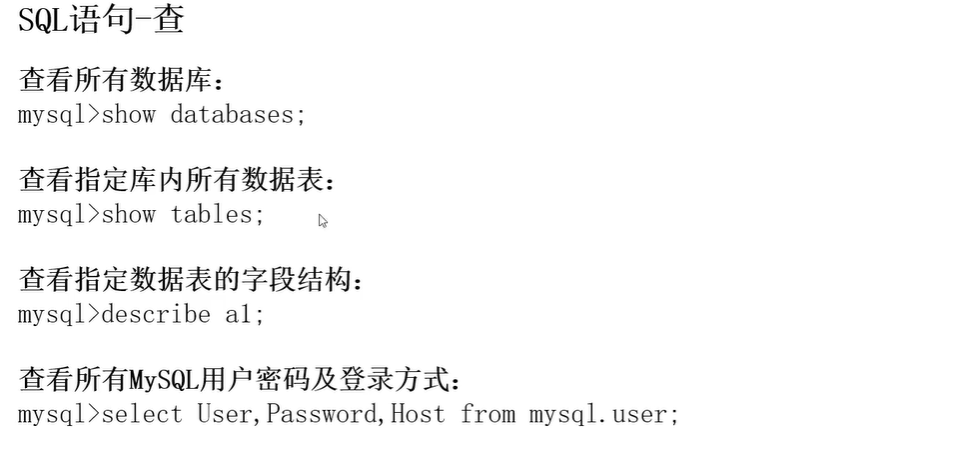 SQL语句-查
查看所有数据库：
mysql>show databases;
查看指定库内所有数据表：
mysql>show tables;
查看指定数据表的字段结构：
mysql>describe a1;
查看所有MySQL用户密码及登录方式：
mysql>select User,Password,Host from mysql.user;